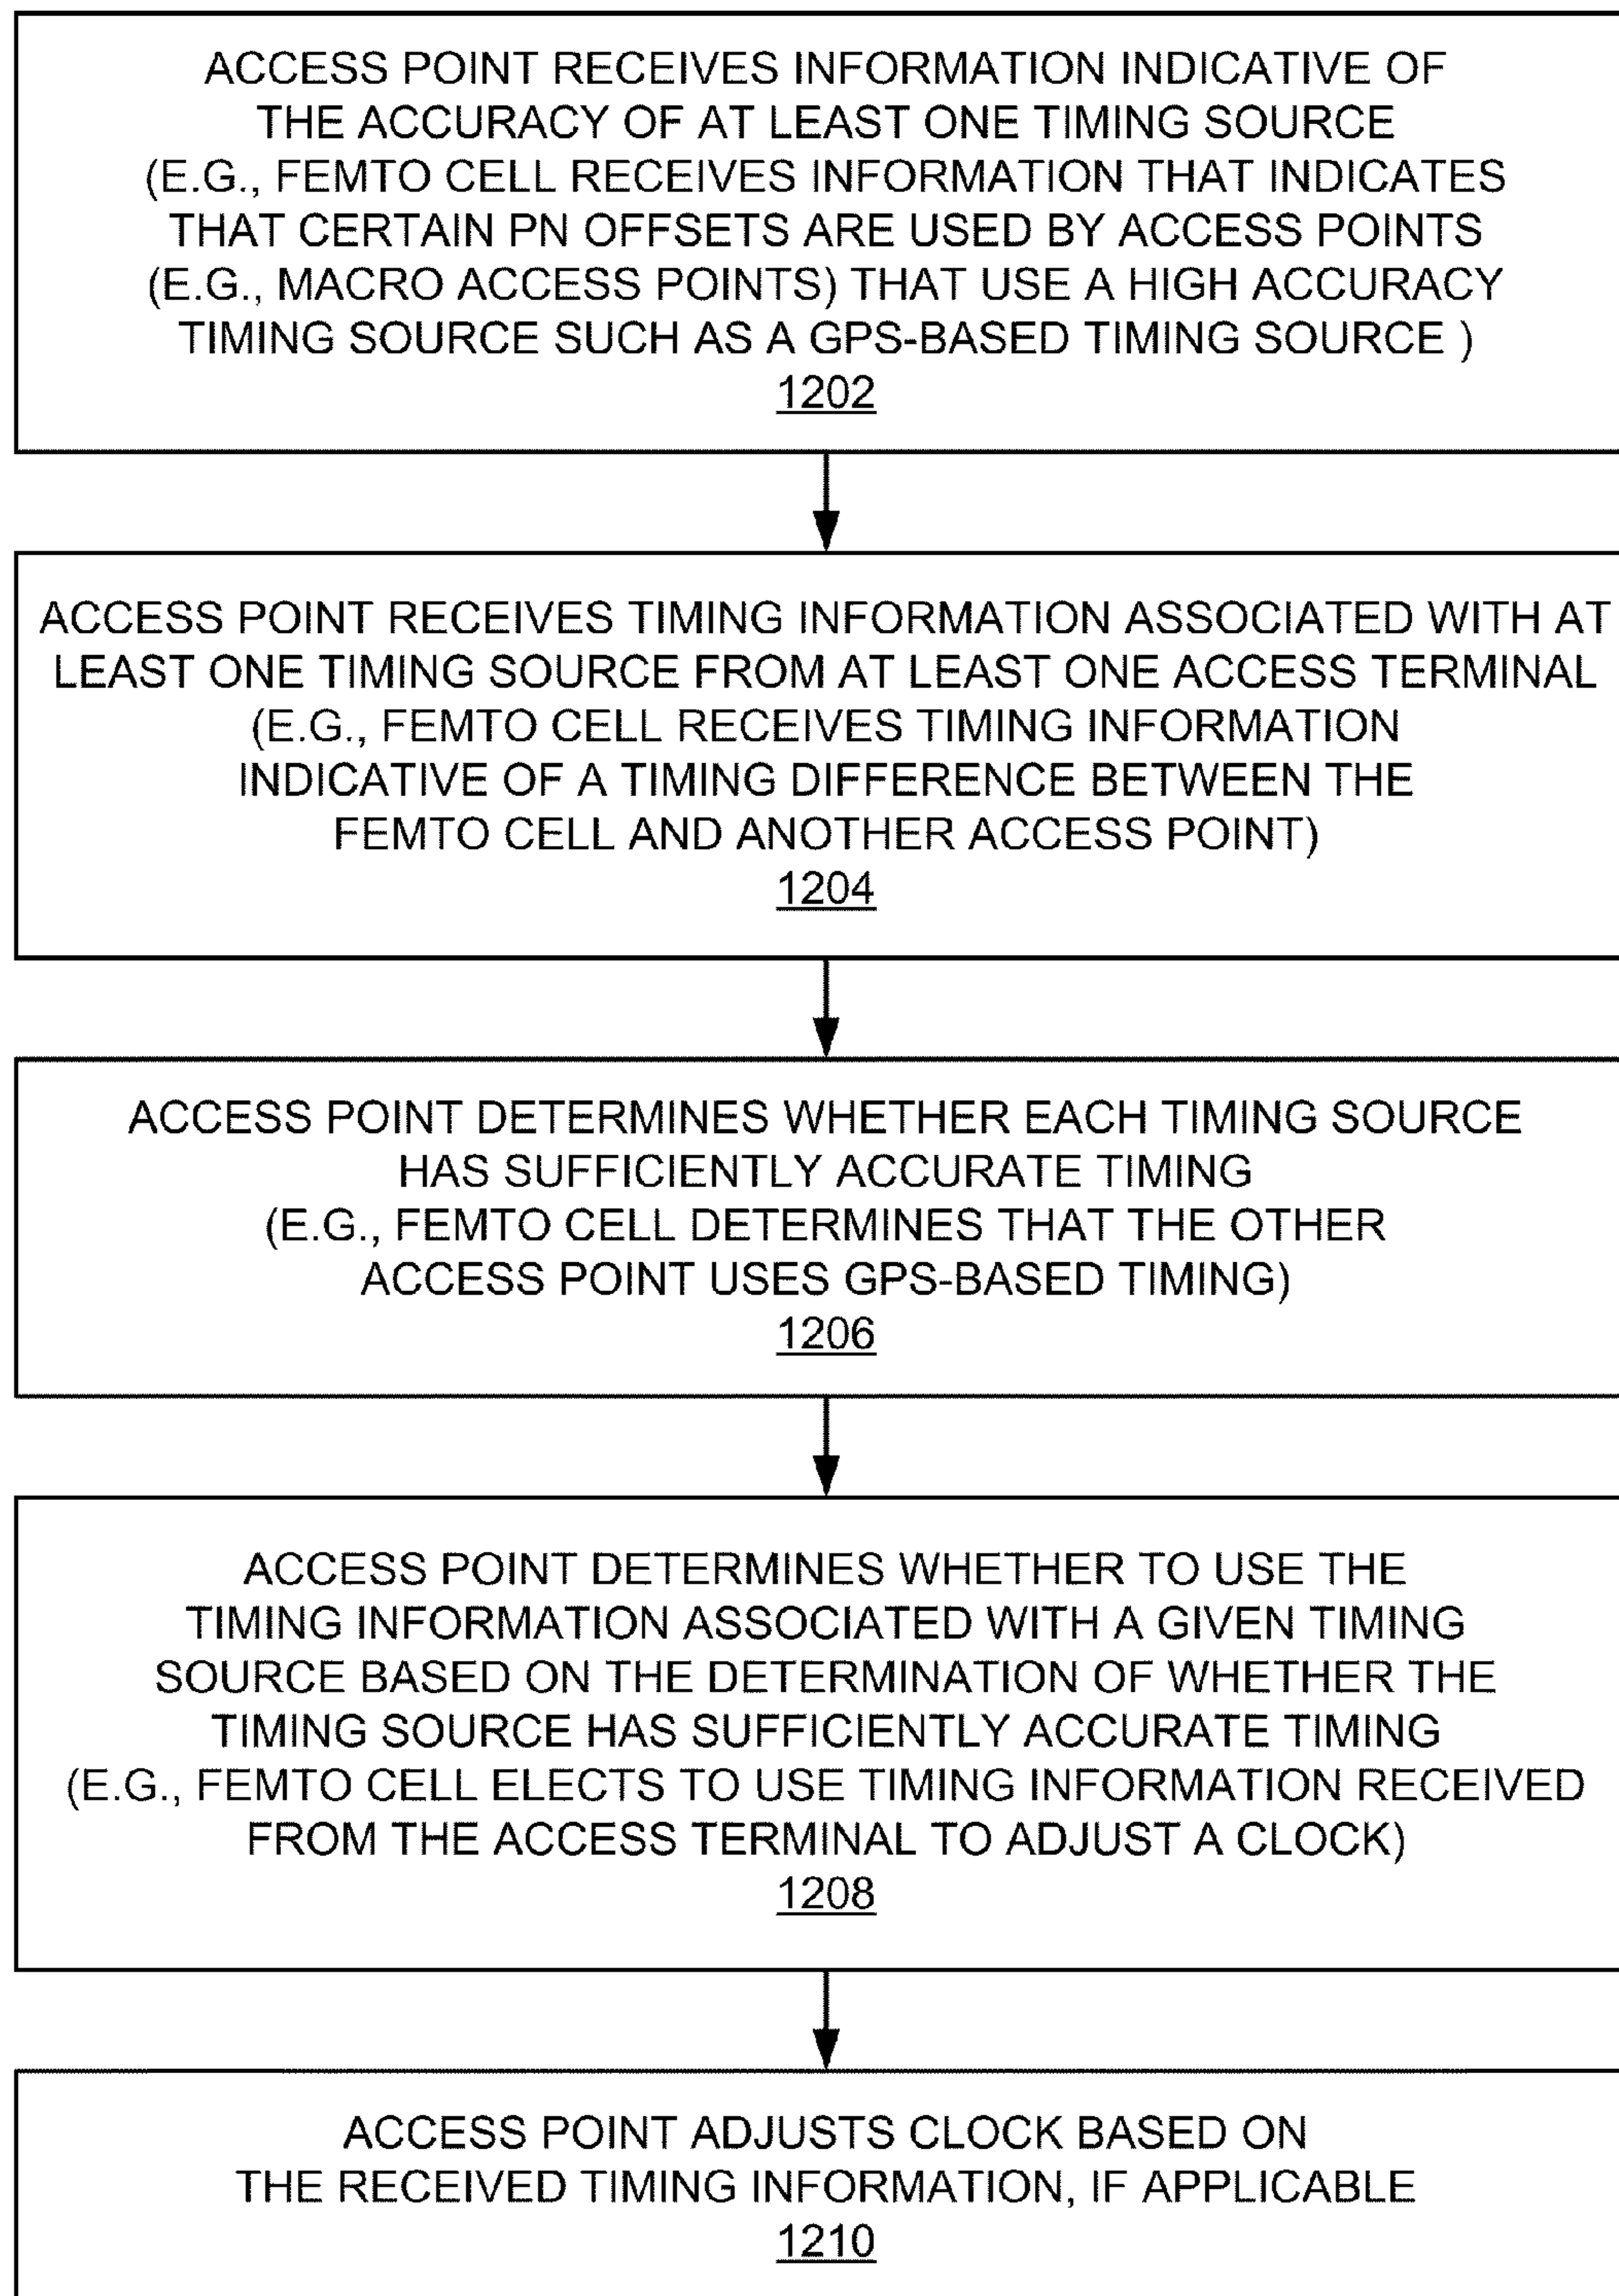 ACCESS POINT RECEIVES INFORMATION INDICATIVE OF
THE ACCURACY OF AT LEAST ONE TIMING SOURCE
(E.G., FEMTO CELL RECEIVES INFORMATION THAT INDICATES
THAT CERTAIN PN OFFSETS ARE USED BY ACCESS POINTS
(E.G., MACRO ACCESS POINTS) THAT USE A HIGH ACCURACY
TIMING SOURCE SUCH AS A GPS-BASED TIMING SOURCE )
1202
ACCESS POINT RECEIVES TIMING INFORMATION ASSOCIATED WITH AT
LEAST ONE TIMING SOURCE FROM AT LEAST ONE ACCESS TERMINAL
(E.G., FEMTO CELL RECEIVES TIMING INFORMATION
INDICATIVE OF A TIMING DIFFERENCE BETWEEN THE
FEMTO CELL AND ANOTHER ACCESS POINT)
1204
ACCESS POINT DETERMINES WHETHER EACH TIMING SOURCE
HAS SUFFICIENTLY ACCURATE TIMING
(E.G., FEMTO CELL DETERMINES THAT THE OTHER
ACCESS POINT USES GPS-BASED TIMING)
1206
ACCESS POINT DETERMINES WHETHER TO USE THE
TIMING INFORMATION ASSOCIATED WITH A GIVEN TIMING
SOURCE BASED ON THE DETERMINATION OF WHETHER THE
TIMING SOURCE HAS SUFFICIENTLY ACCURATE TIMING
(E.G., FEMTO CELL ELECTS TO USE TIMING INFORMATION RECEIVED
FROM THE ACCESS TERMINAL TO ADJUST A CLOCK)
1208
ACCESS POINT ADJUSTS CLOCK BASED ON
THE RECEIVED TIMING INFORMATION, IF APPLICABLE
1210